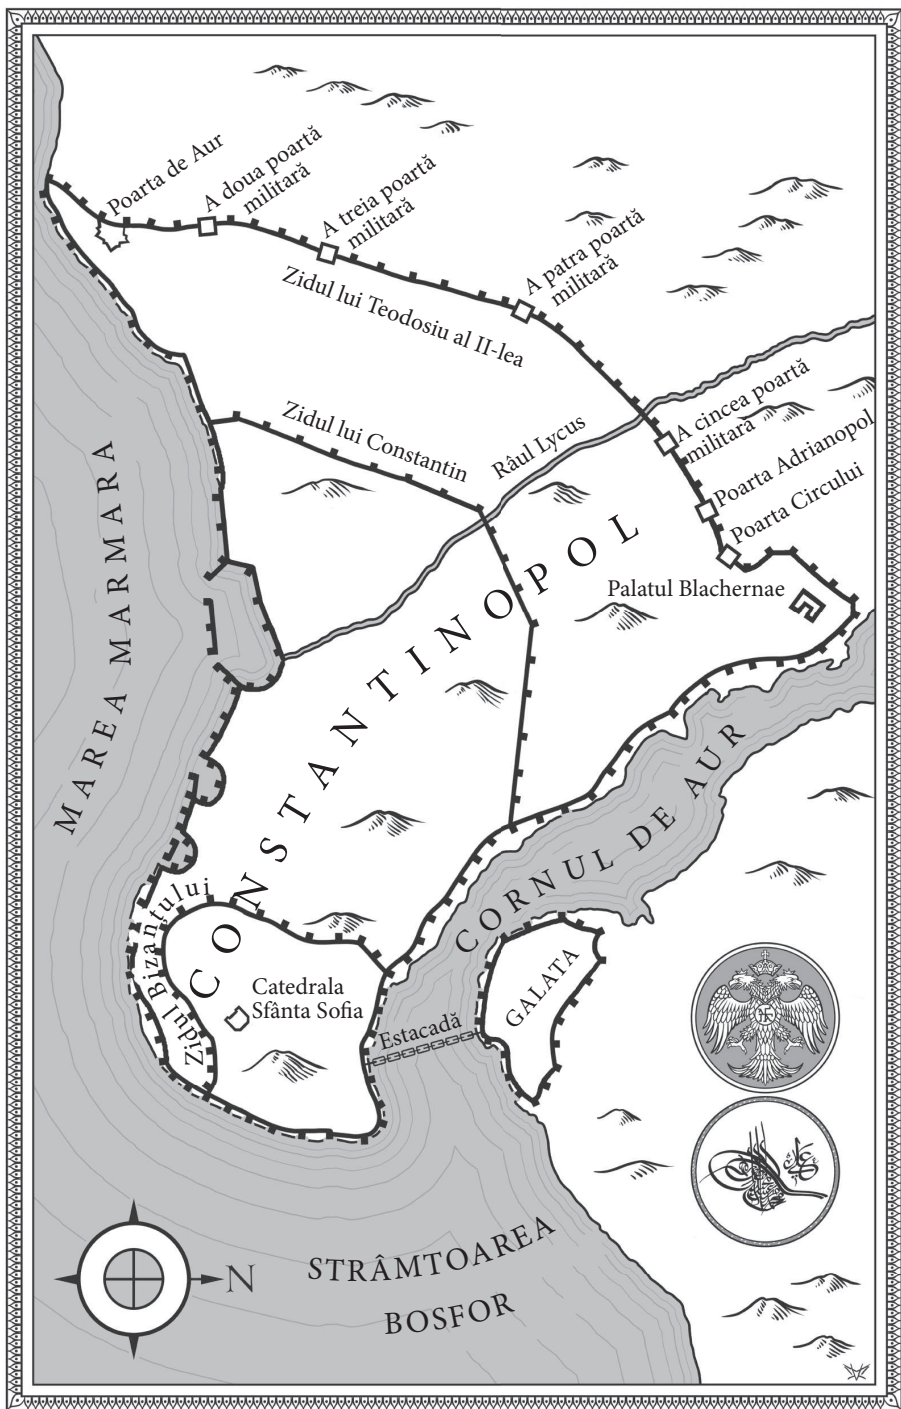 Poarta de Aur
A doua poartă
militară
A treia poartă
militară
A patra poartă
militară
Zidul lui Teodosiu al II-lea
A cincea poartă
militară
Zidul lui Constantin
Râul Lycus
Poarta Adrianopol
Poarta Circului
Palatul Blachernae
MAREA MARMARA
CONSTANTINOPOL
CORNUL DE AUR
Zidul Bizanțului
Catedrala
Sfânta Sofia
GALATA
Estacadă
STRÂMTOAREA
BOSFOR
N